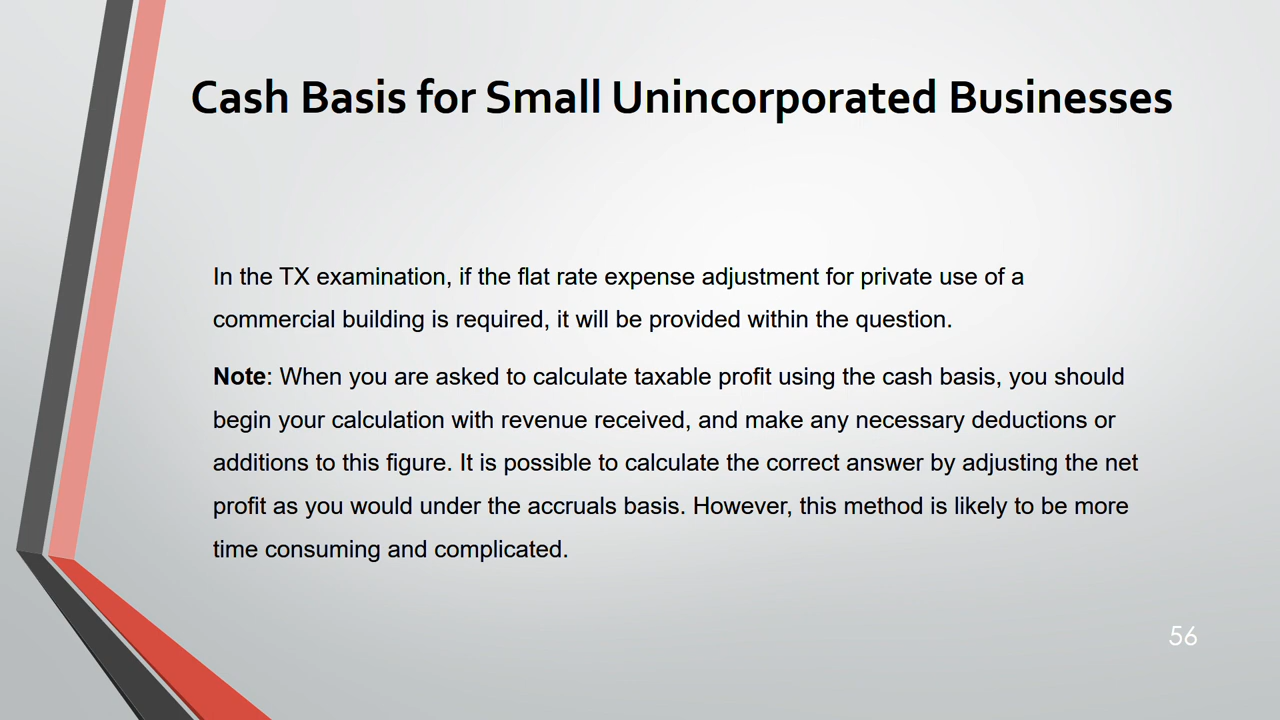 Cash Basis for Small Unincorporated Businesses
In the TX examination, if the flat rate expense adjustment for private use of a
commercial building is required, it will be provided within the question.
Note: When you are asked to calculate taxable profit using the cash basis, you should
begin your calculation with revenue received, and make any necessary deductions or
additions to this figure. It is possible to calculate the correct answer by adjusting the net
profit as you would under the accruals basis. However, this method is likely to be more
time consuming and complicated.
56